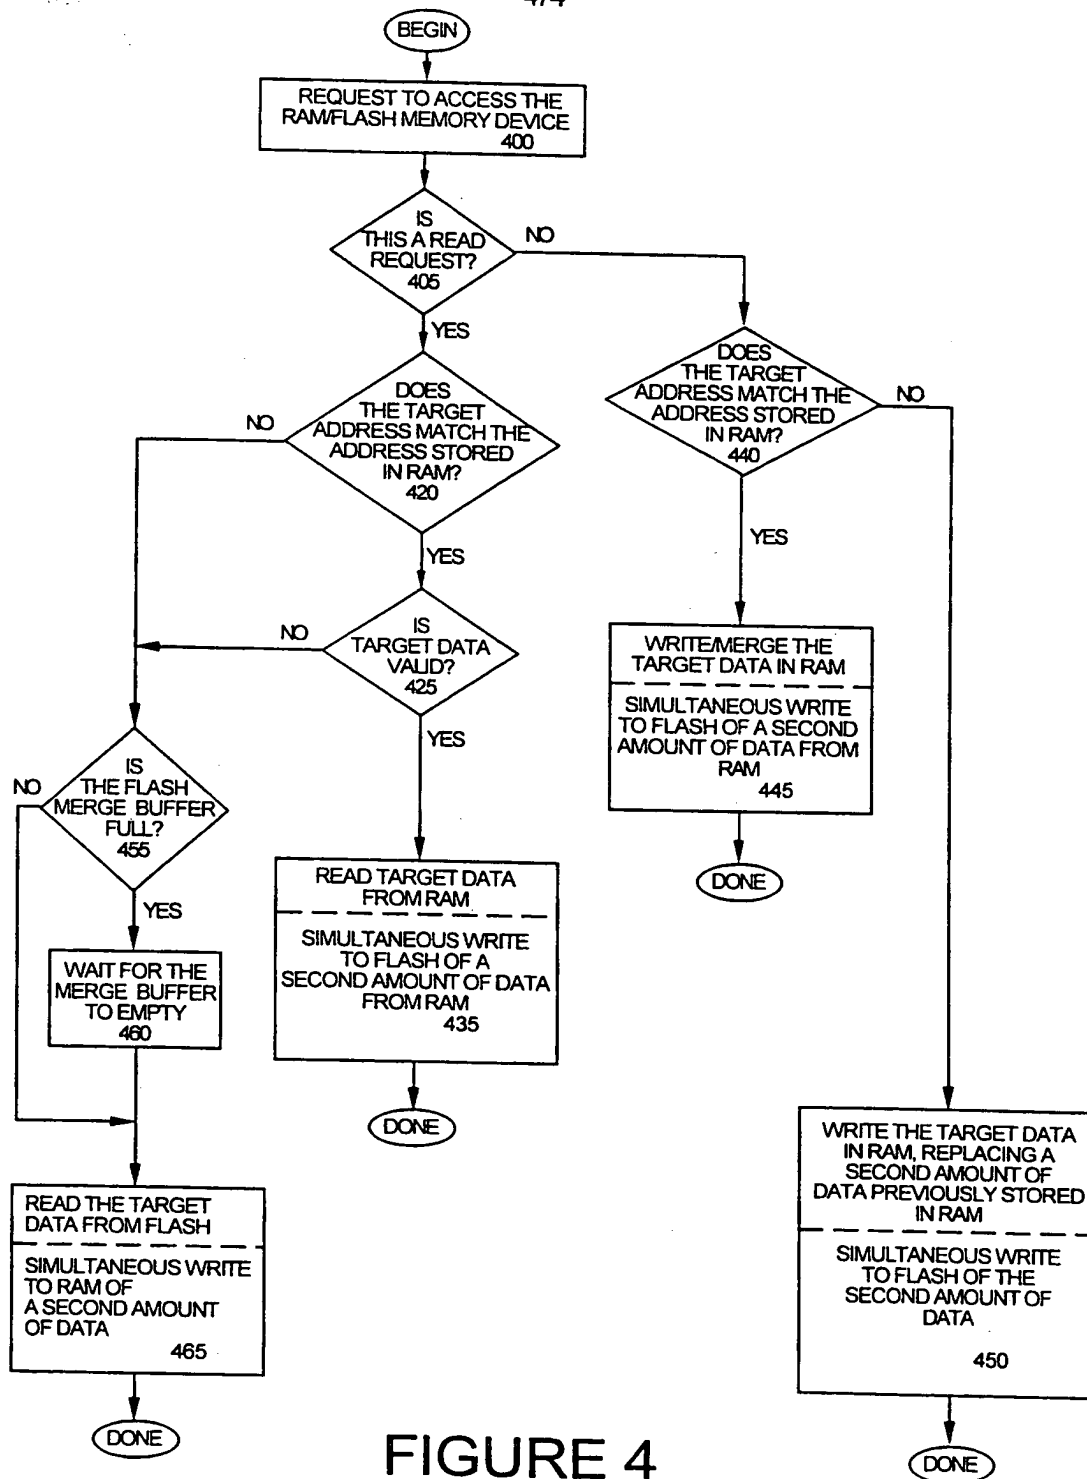 4/4
BEGIN
REQUEST TO ACCESS THE
RAM/FLASH MEMORY DEVICE
400
IS
THIS A READ
REQUEST?
405
NO
YES
DOES
THE TARGET
ADDRESS MATCH THE
ADDRESS STORED
IN RAM?
420
NO
YES
DOES
THE TARGET
ADDRESS MATCH THE
ADDRESS STORED
IN RAM?
440
NO
YES
IS
TARGET DATA
VALID?
425
NO
YES
WRITE/MERGE THE
TARGET DATA IN RAM
SIMULTANEOUS WRITE
TO FLASH OF A SECOND
AMOUNT OF DATA FROM
RAM
445
DONE
IS
THE FLASH
MERGE BUFFER
FULL?
455
NO
YES
WAIT FOR THE
MERGE BUFFER
TO EMPTY
460
READ TARGET DATA
FROM RAM
SIMULTANEOUS WRITE
TO FLASH OF A
SECOND AMOUNT OF DATA
FROM RAM
435
DONE
READ THE TARGET
DATA FROM FLASH
SIMULTANEOUS WRITE
TO RAM OF
A SECOND AMOUNT
OF DATA
465
DONE
WRITE THE TARGET DATA
IN RAM, REPLACING A
SECOND AMOUNT OF
DATA PREVIOUSLY STORED
IN RAM
SIMULTANEOUS WRITE
TO FLASH OF THE
SECOND AMOUNT OF
DATA
450
DONE
FIGURE 4